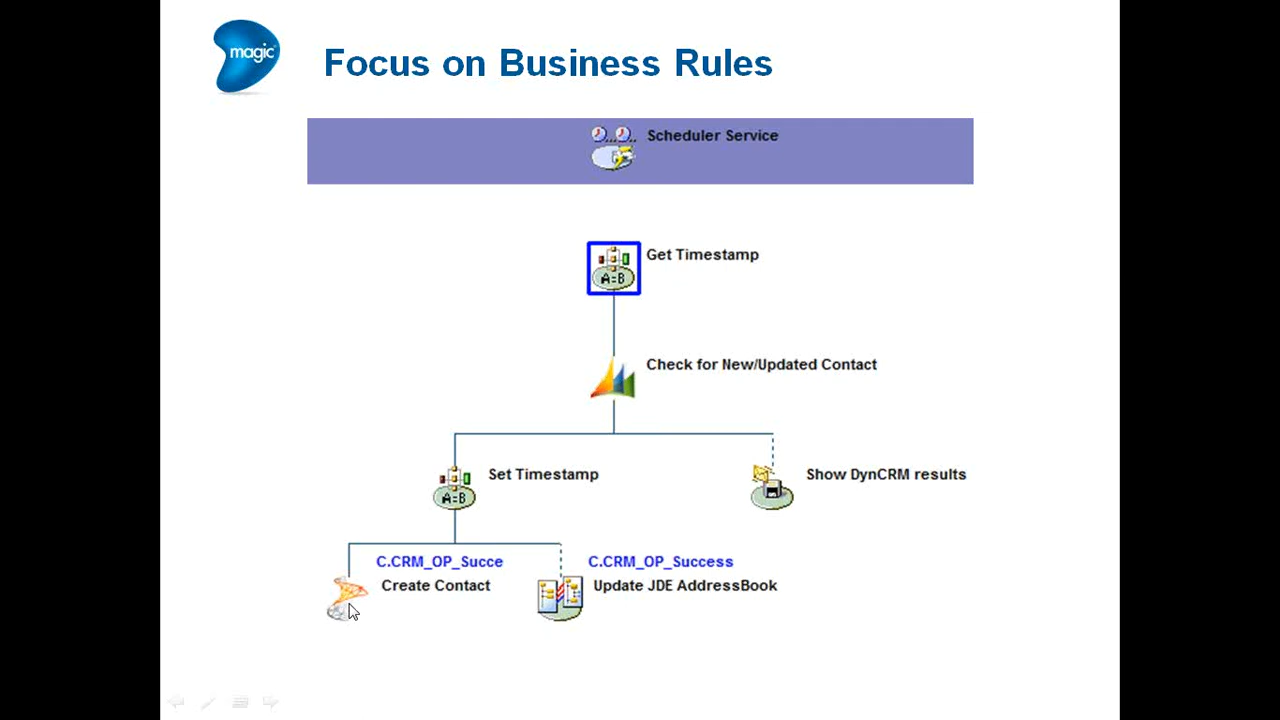 magic
Focus on Business Rules
Scheduler Service
A=B
Get Timestamp
Check for New/Updated Contact
A=B
Set Timestamp
Show DynCRM results
C.CRM_OP_Succe
C.CRM_OP_Success
Create Contact
Update JDE AddressBook